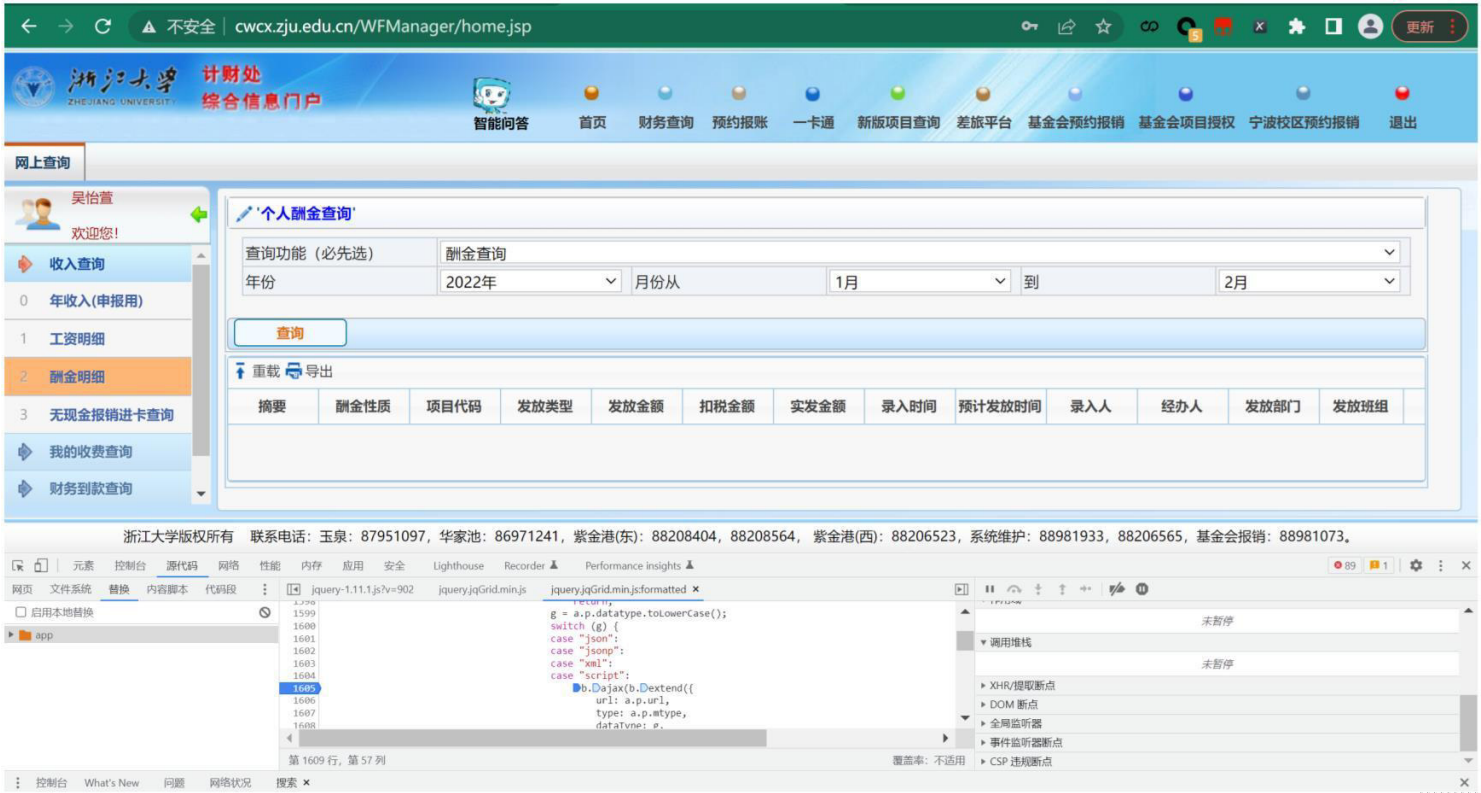 不安全 cwcx.zju.edu.cn/WFManager/home.jsp 更新
浙江大学 计财处
ZHEJIANG UNIVERSITY 综合信息门户
智能问答 首页 财务查询 预约报账 一卡通 新版项目查询 差旅平台 基金会预约报销 基金会项目授权 宁波校区预约报销 退出
网上查询
吴怡萱
欢迎您!
收入查询
0 年收入(申报用)
1 工资明细
2 酬金明细
3 无现金报销进卡查询
我的收费查询
财务到款查询
'个人酬金查询'
查询功能（必先选） 酬金查询
年份 2022年 月份从 1月 到 2月
查询
重载 导出
摘要 酬金性质 项目代码 发放类型 发放金额 扣税金额 实发金额 录入时间 预计发放时间 录入人 经办人 发放部门 发放班组
浙江大学版权所有 联系电话: 玉泉: 87951097, 华家池: 86971241, 紫金港(东): 88208404, 88208564, 紫金港(西): 88206523, 系统维护: 88981933, 88206565, 基金会报销: 88981073。
元素 控制台 源代码 网络 性能 内存 应用 安全 Lighthouse Recorder Performance insights 89 1
网页 文件系统 替换 内容脚本 代码段 jquery-1.11.1.js?v=902 jquery.jqGrid.min.js jquery.jqGrid.min.js:formatted ×
启用本地替换
app
1598 return;
1599 g = a.p.datatype.toLowerCase();
1600 switch (g) {
1601 case "json":
1602 case "jsonp":
1603 case "xml":
1604 case "script":
1605 b.ajax(b.extend({
1606 url: a.p.url,
1607 type: a.p.mtype,
1608 dataType: g,
第 1609 行, 第 57 列 覆盖率: 不适用
未暂停
调用堆栈
未暂停
XHR/提取断点
DOM 断点
全局监听器
事件监听器断点
CSP 违规断点
控制台 What's New 问题 网络状况 搜索 ×